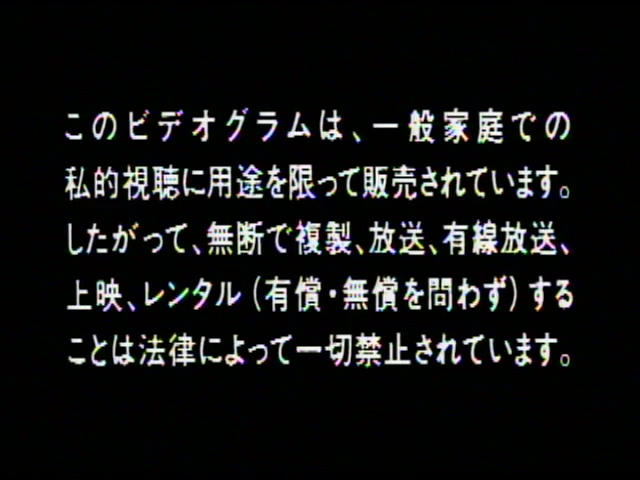 このビデオグラムは、一般家庭での
私的視聴に用途を限って販売されています。
したがって、無断で複製、放送、有線放送、
上映、レンタル(有償・無償を問わず)する
ことは法律によって一切禁止されています。